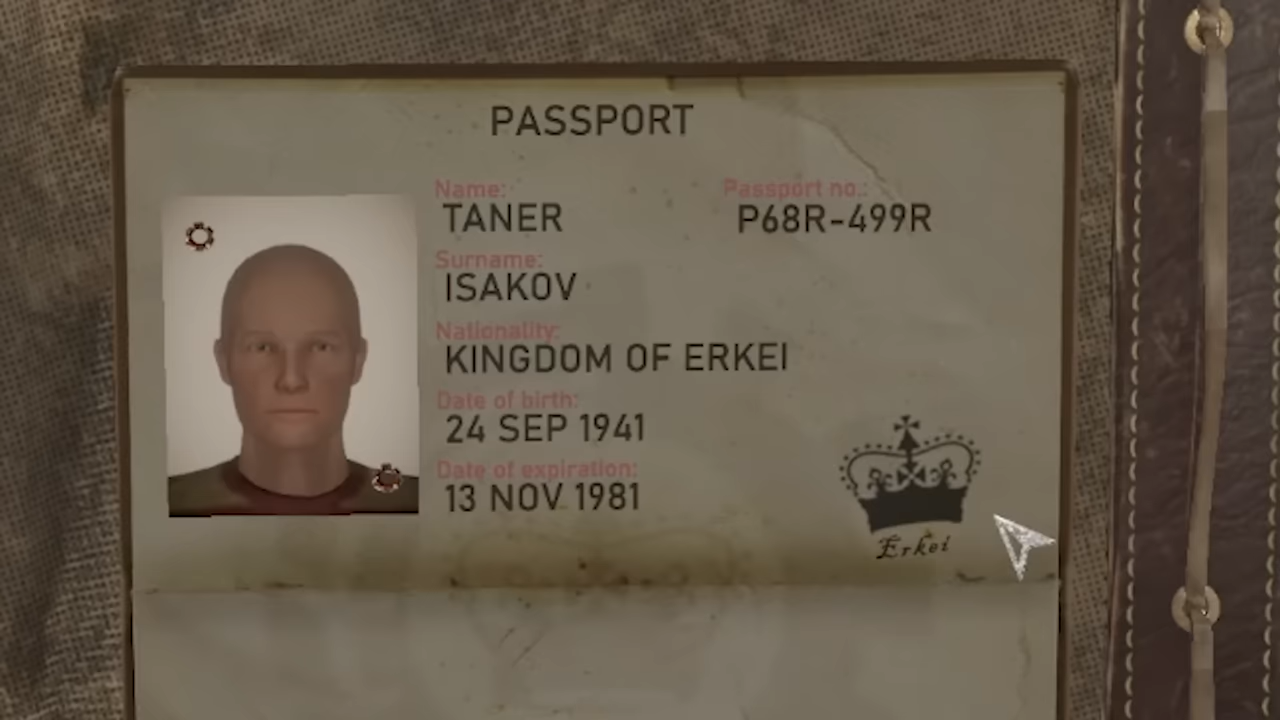 PASSPORT
Name:
TANER
Passport no.:
P68R-499R
Surname:
ISAKOV
Nationality:
KINGDOM OF ERKEI
Date of birth:
24 SEP 1941
Date of expiration:
13 NOV 1981
Erkei